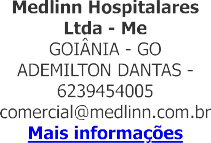 Medlinn Hospitalares
Ltda - Me
GOIÂNIA - GO
ADEMILTON DANTAS -
6239454005
comercial@medlinn.com.br
Mais informações